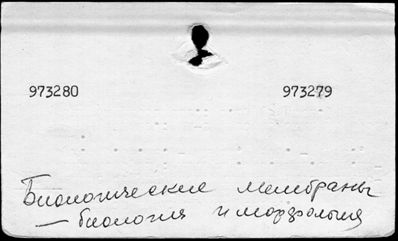 973280 973279
Биологические мембраны
— биология и морфология